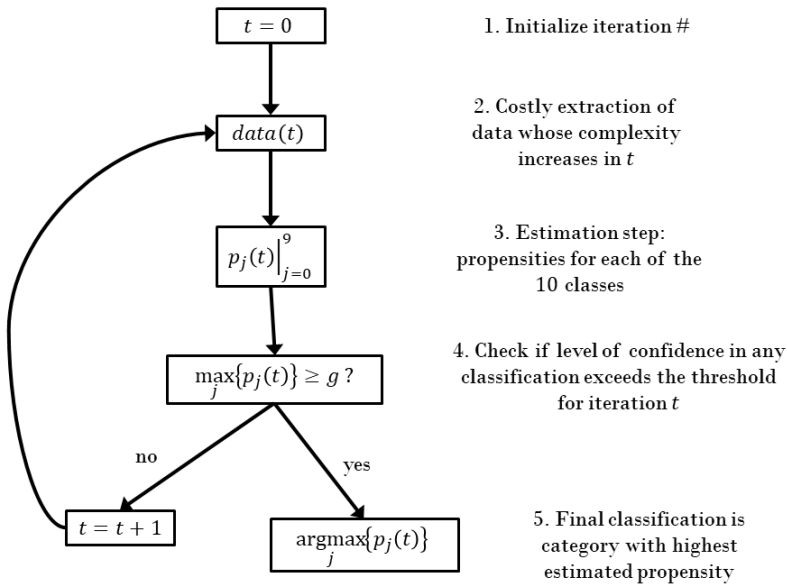 t = 0
1. Initialize iteration #
data(t)
2. Costly extraction of
data whose complexity
increases in t
p_j(t)|_{j=0}^{9}
3. Estimation step:
propensities for each of the
10 classes
max_j{p_j(t)} ≥ g ?
4. Check if level of confidence in any
classification exceeds the threshold
for iteration t
no
yes
t = t + 1
argmax_j{p_j(t)}
5. Final classification is
category with highest
estimated propensity